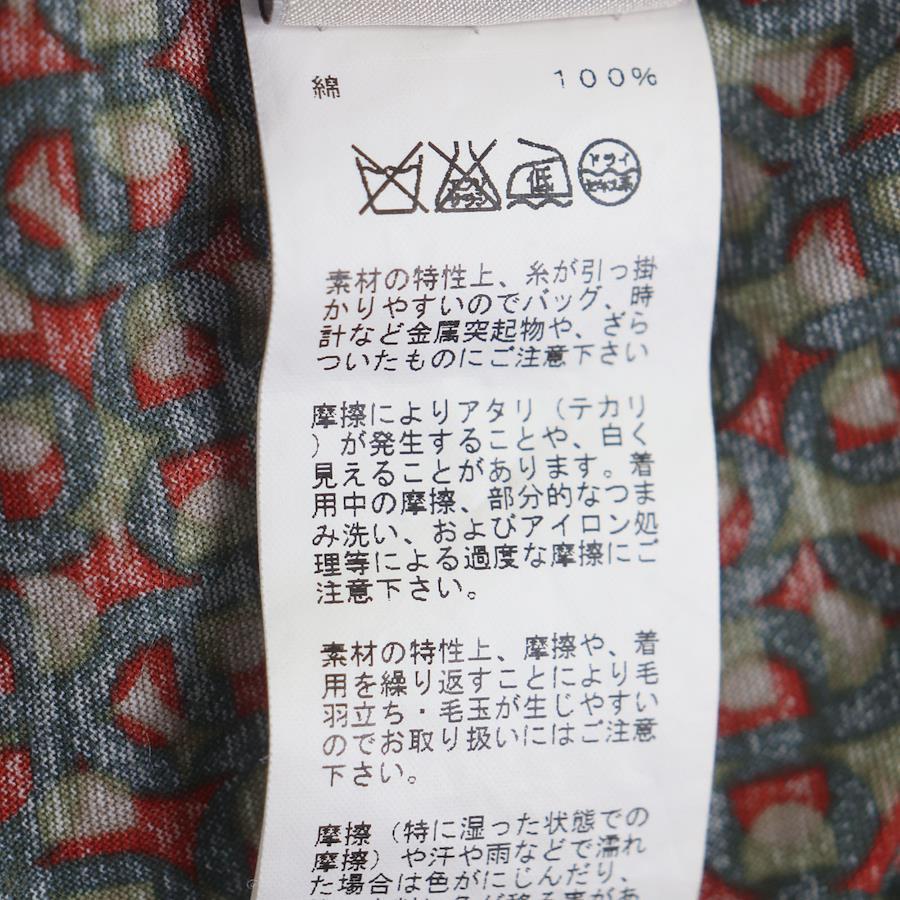 綿 100%
低
ドライ
素材の特性上、糸が引っ掛
かりやすいのでバッグ、時
計など金属突起物や、ざら
ついたものにご注意下さい
摩擦によりアタリ（テカリ
）が発生することや、白く
見えることがあります。着
用中の摩擦、部分的なつま
み洗い、およびアイロン処
理等による過度な摩擦にご
注意下さい。
素材の特性上、摩擦や、着
用を繰り返すことにより毛
羽立ち・毛玉が生じやすい
のでお取り扱いにはご注意
下さい。
摩擦（特に湿った状態での
摩擦）や汗や雨などで濡れ
た場合は色がにじんだり、